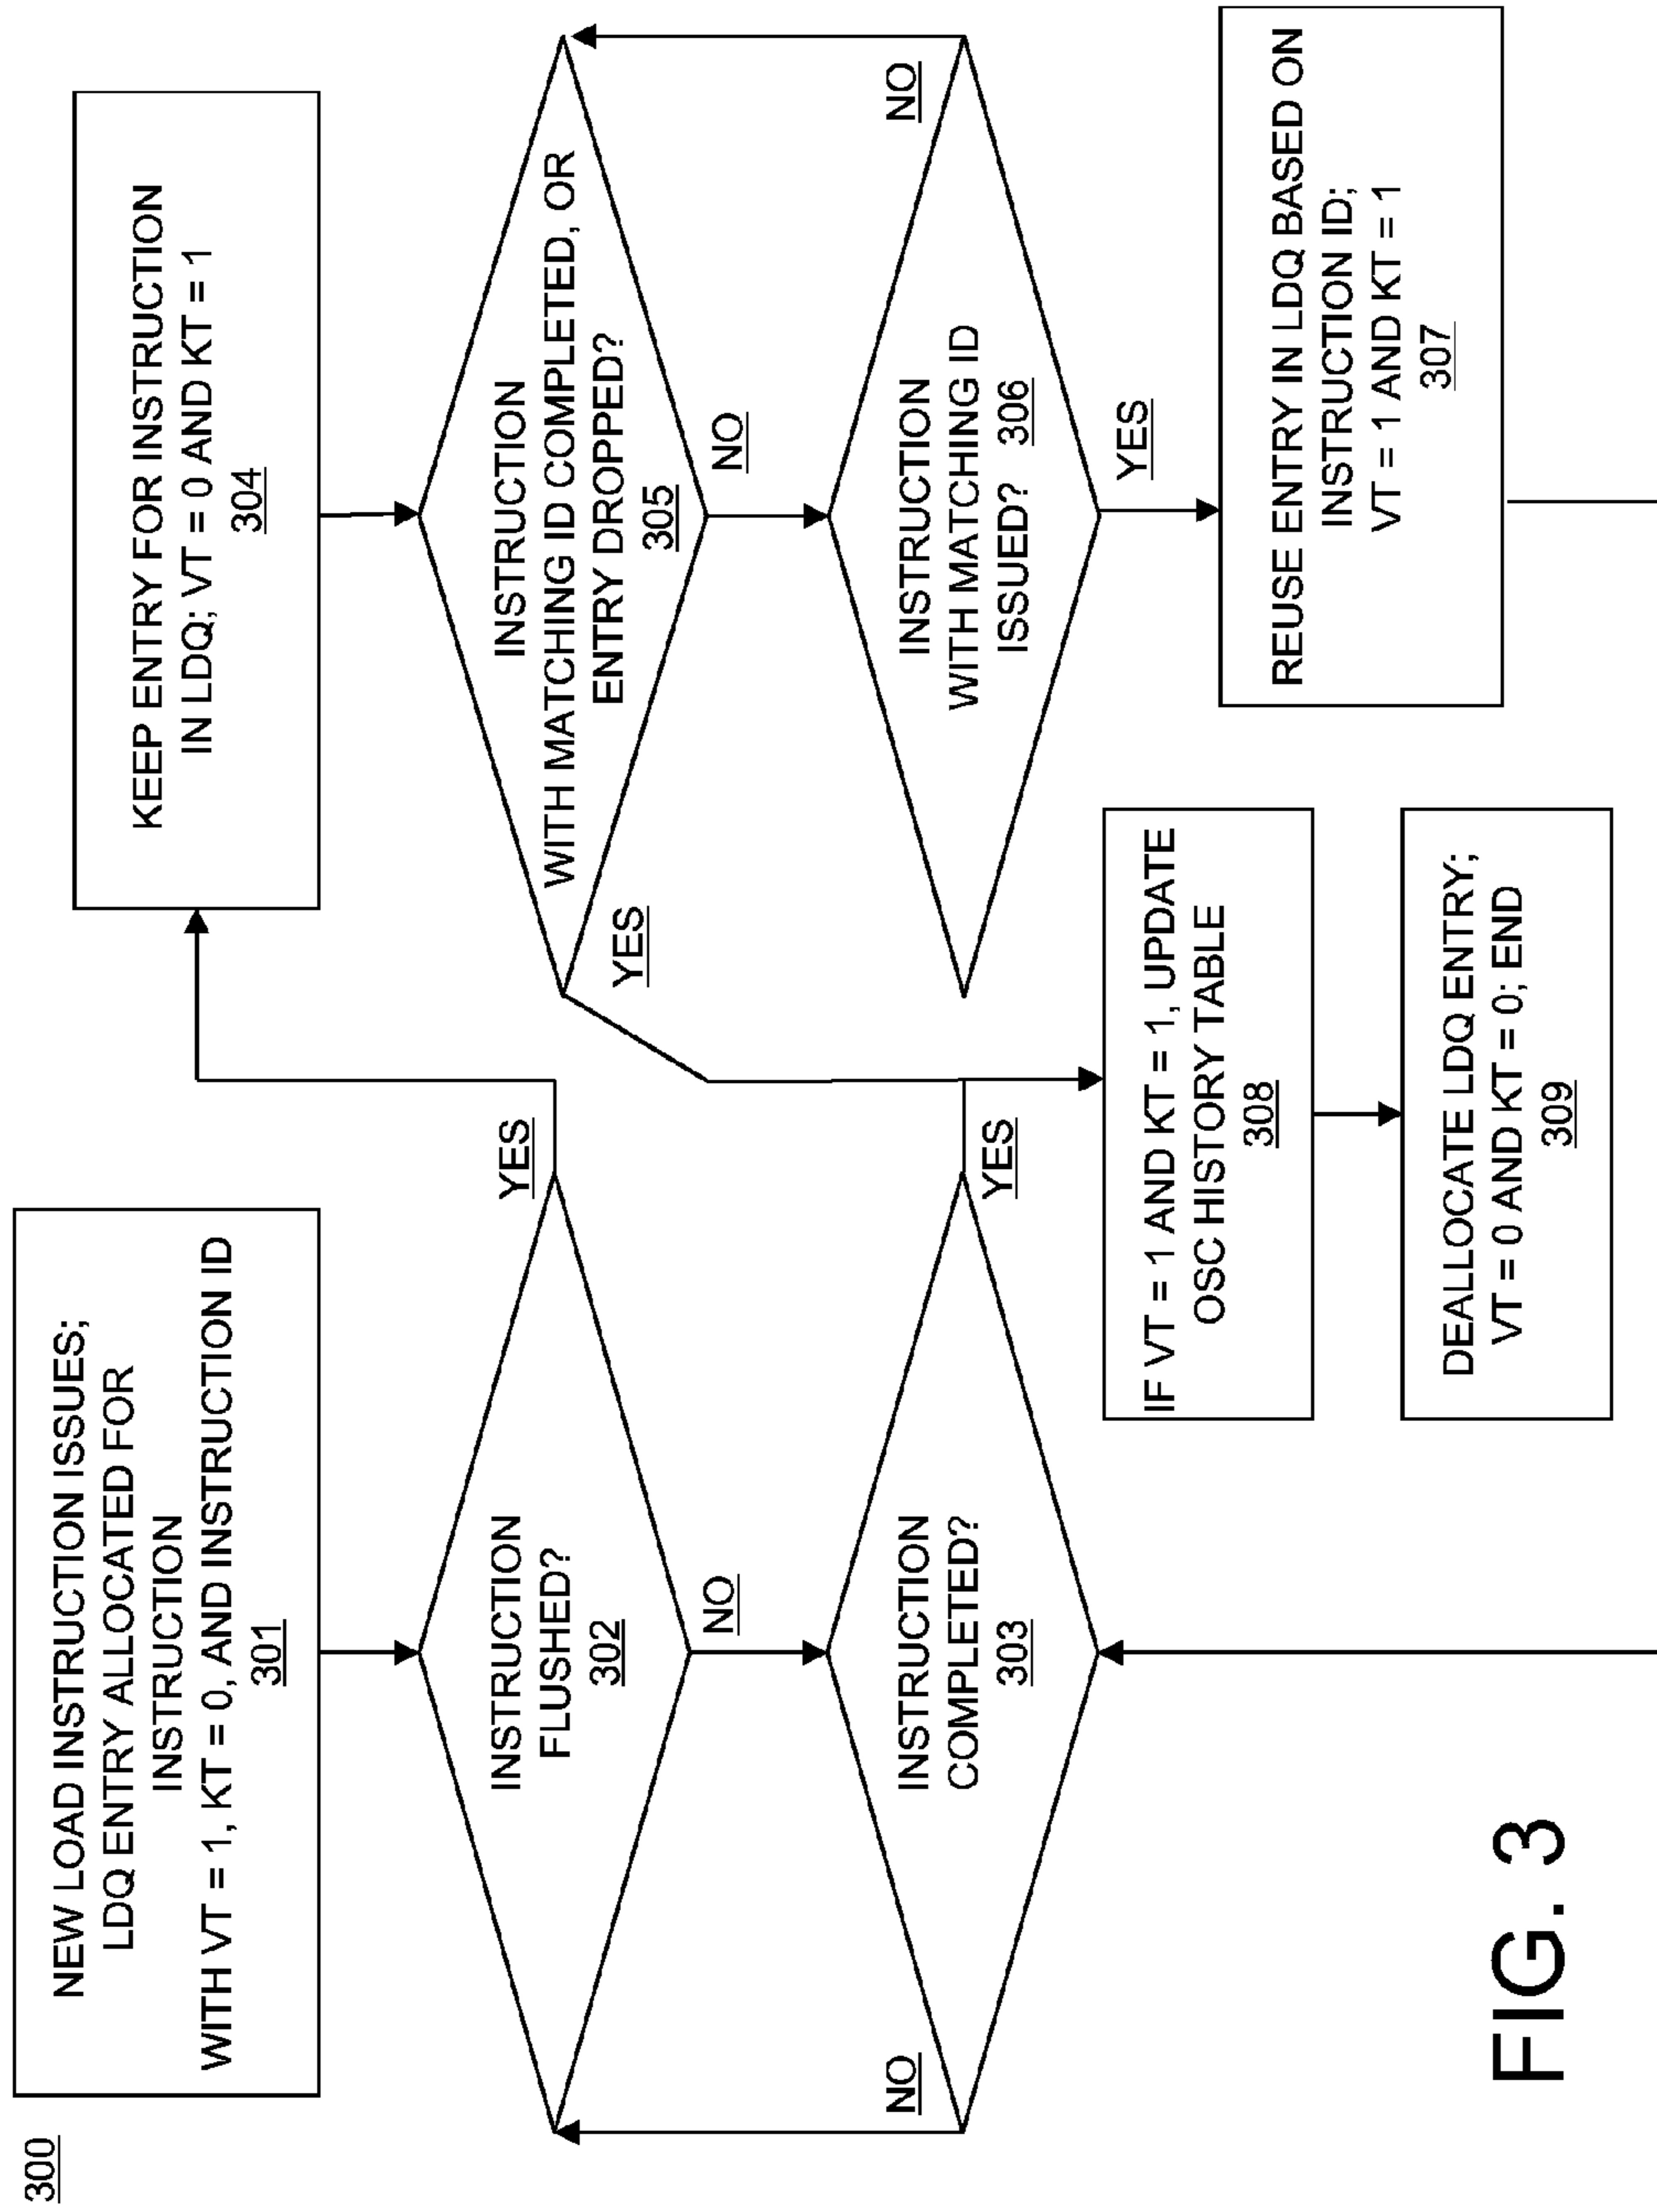 300
NEW LOAD INSTRUCTION ISSUES;
LDQ ENTRY ALLOCATED FOR
INSTRUCTION
WITH VT = 1, KT = 0, AND INSTRUCTION ID
301
INSTRUCTION
FLUSHED?
302
YES
NO
INSTRUCTION
COMPLETED?
303
NO
YES
KEEP ENTRY FOR INSTRUCTION
IN LDQ; VT = 0 AND KT = 1
304
INSTRUCTION
WITH MATCHING ID COMPLETED, OR
ENTRY DROPPED?
305
YES
NO
INSTRUCTION
WITH MATCHING ID
ISSUED? 306
NO
YES
REUSE ENTRY IN LDQ BASED ON
INSTRUCTION ID;
VT = 1 AND KT = 1
307
IF VT = 1 AND KT = 1, UPDATE
OSC HISTORY TABLE
308
DEALLOCATE LDQ ENTRY;
VT = 0 AND KT = 0; END
309
FIG. 3